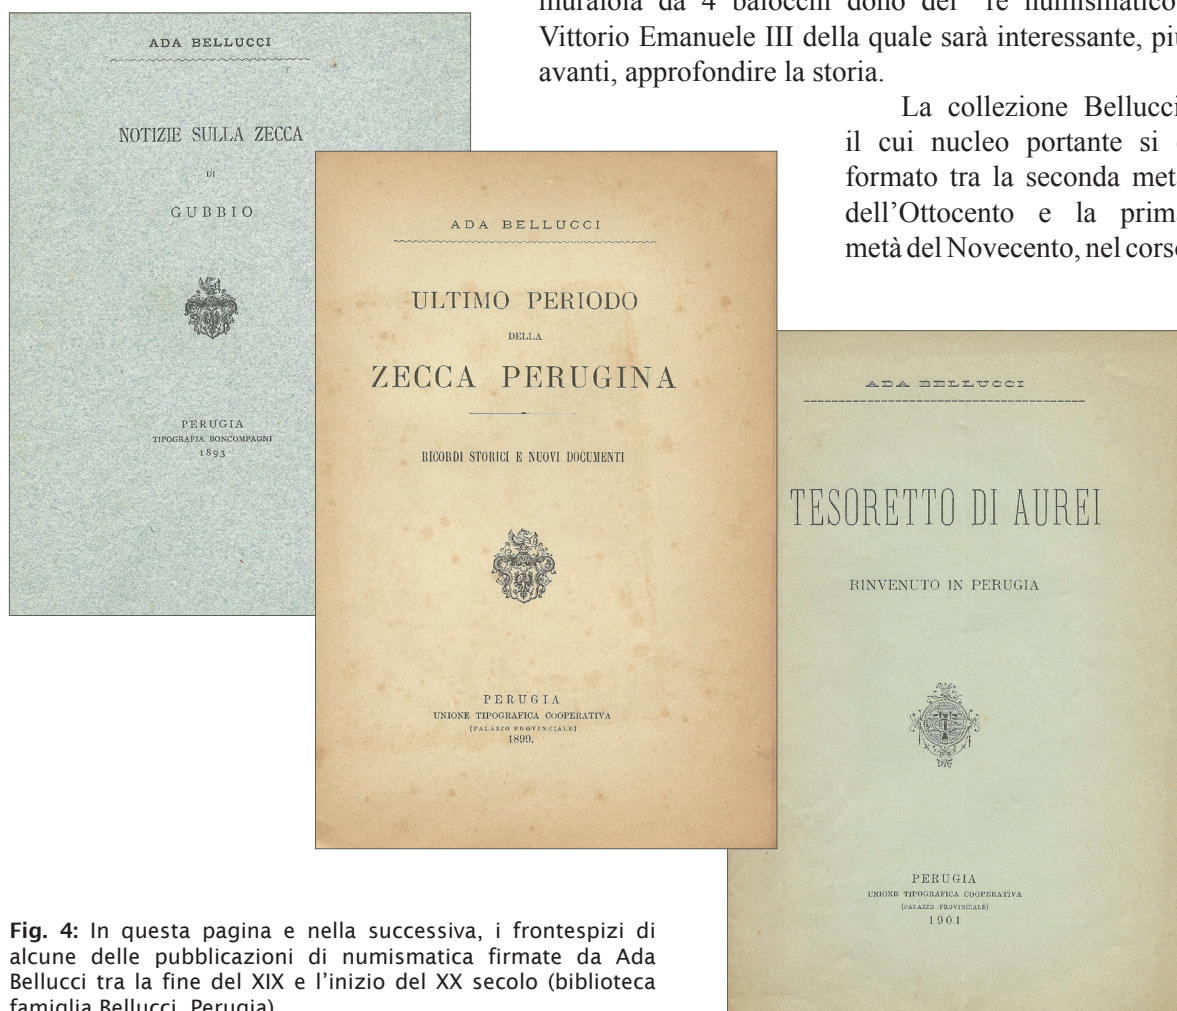 muraiola da 4 baiocchi dono del "re numismatico"
Vittorio Emanuele III della quale sarà interessante, più
avanti, approfondire la storia.
La collezione Bellucci,
il cui nucleo portante si è
formato tra la seconda metà
dell'Ottocento e la prima
metà del Novecento, nel corso
ADA BELLUCCI
NOTIZIE SULLA ZECCA
DI
GUBBIO
PERUGIA
TIPOGRAFIA BONCOMPAGNI
1893
ADA BELLUCCI
ULTIMO PERIODO
DELLA
ZECCA PERUGINA
RICORDI STORICI E NUOVI DOCUMENTI
PERUGIA
UNIONE TIPOGRAFICA COOPERATIVA
(PALAZZO PROVINCIALE)
1899.
ADA BELLUCCI
TESORETTO DI AUREI
RINVENUTO IN PERUGIA
PERUGIA
UNIONE TIPOGRAFICA COOPERATIVA
(PALAZZO PROVINCIALE)
1901
Fig. 4: In questa pagina e nella successiva, i frontespizi di
alcune delle pubblicazioni di numismatica firmate da Ada
Bellucci tra la fine del XIX e l'inizio del XX secolo (biblioteca
famiglia Bellucci, Perugia)